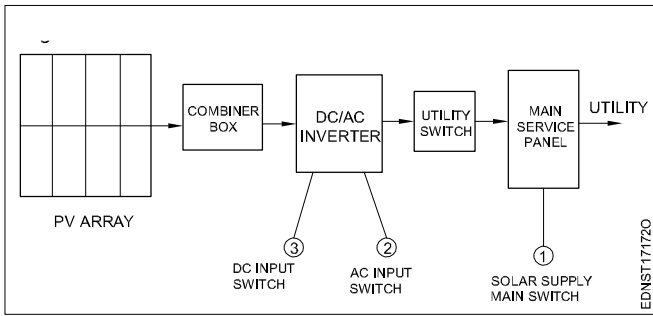 PV ARRAY
COMBINER
BOX
DC/AC
INVERTER
UTILITY
SWITCH
MAIN
SERVICE
PANEL
UTILITY
3
DC INPUT
SWITCH
2
AC INPUT
SWITCH
1
SOLAR SUPPLY
MAIN SWITCH
EDNST17172O